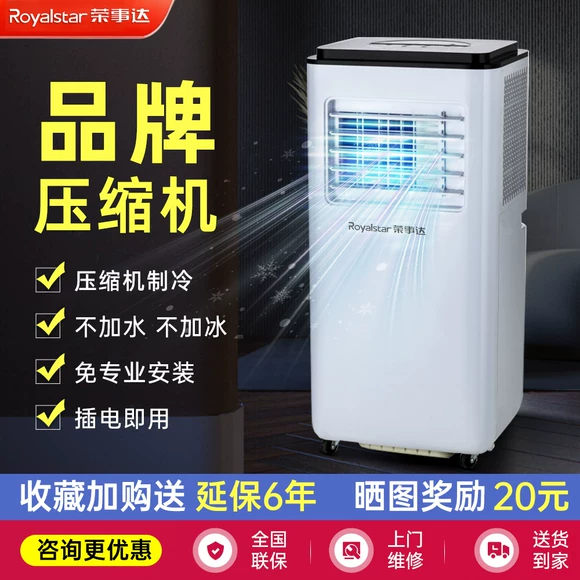 Royalstar 荣事达
品牌
压缩机
压缩机制冷
不加水 不加冰
免专业安装
插电即用
Royalstar 荣事达
收藏加购送 延保6年 晒图奖励 20元
咨询更优惠
全国
联保
上门
维修
送货
到家